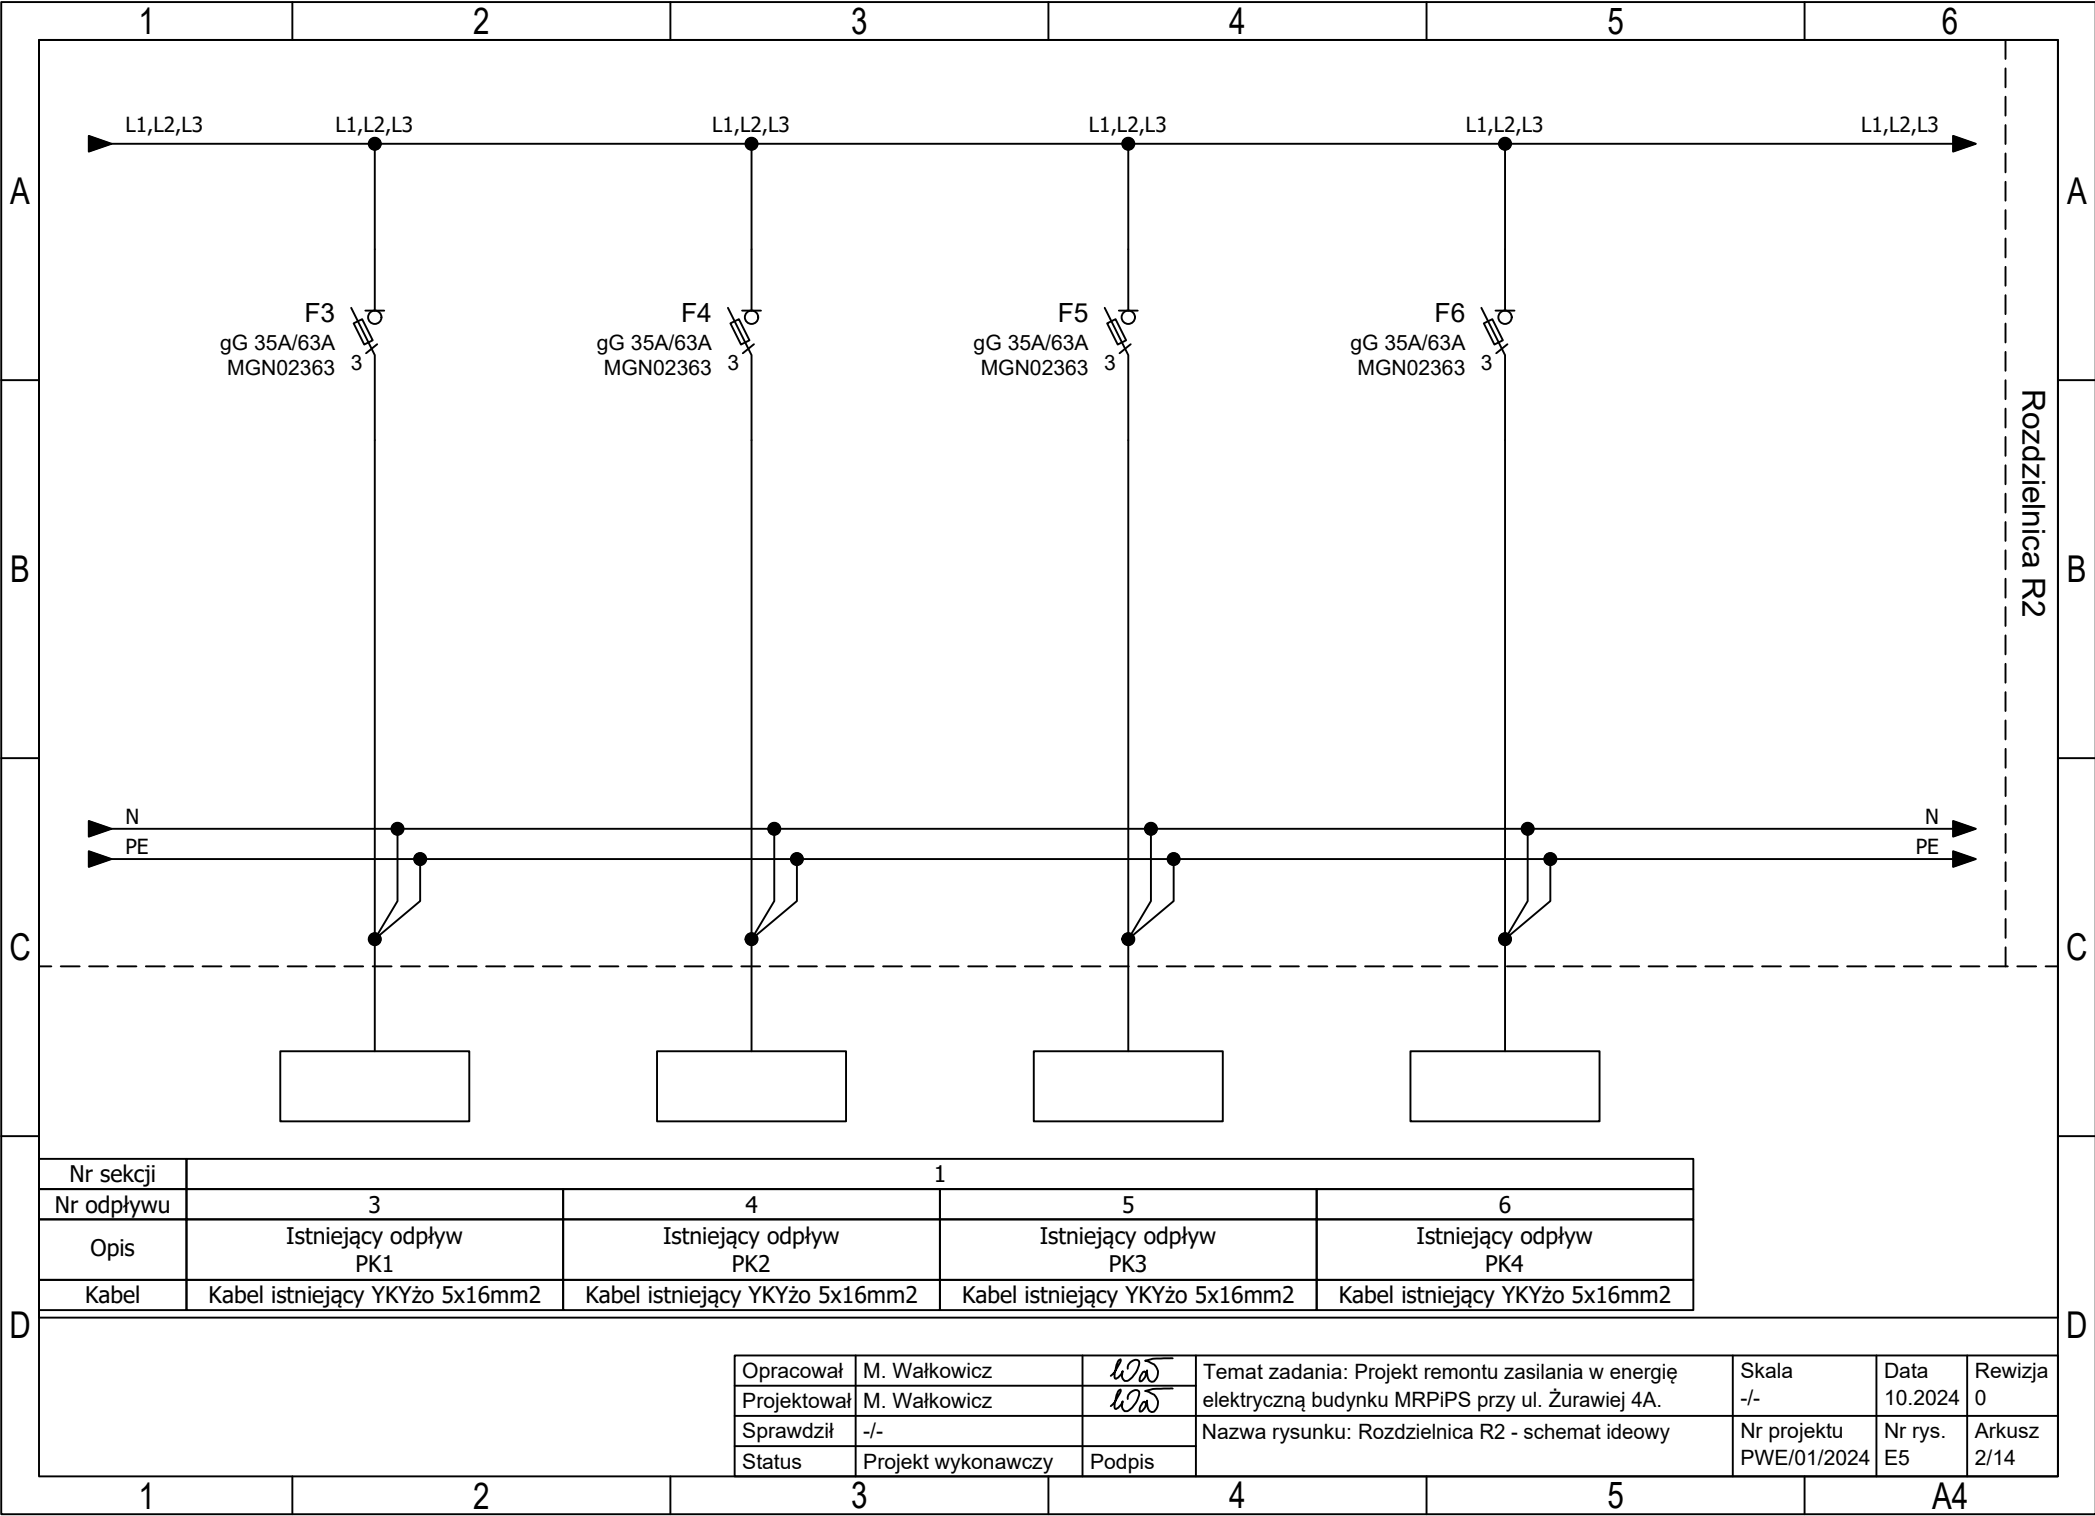 1 2 3 4 5 6
L1,L2,L3 L1,L2,L3 L1,L2,L3 L1,L2,L3 L1,L2,L3 L1,L2,L3
A A
F3 F4 F5 F6
gG 35A/63A gG 35A/63A gG 35A/63A gG 35A/63A
MGN02363 3 MGN02363 3 MGN02363 3 MGN02363 3
Rozdzielnica R2
B B
N N
PE PE
C C
Nr sekcji 1
Nr odpływu 3 4 5 6
Opis Istniejący odpływ Istniejący odpływ Istniejący odpływ Istniejący odpływ
PK1 PK2 PK3 PK4
Kabel Kabel istniejący YKYżo 5x16mm2 Kabel istniejący YKYżo 5x16mm2 Kabel istniejący YKYżo 5x16mm2 Kabel istniejący YKYżo 5x16mm2
D D
Opracował M. Wałkowicz Temat zadania: Projekt remontu zasilania w energię Skala Data Rewizja
Projektował M. Wałkowicz elektryczną budynku MRPiPS przy ul. Żurawiej 4A. -/- 10.2024 0
Sprawdził -/- Nazwa rysunku: Rozdzielnica R2 - schemat ideowy Nr projektu Nr rys. Arkusz
Status Projekt wykonawczy Podpis PWE/01/2024 E5 2/14
1 2 3 4 5 A4